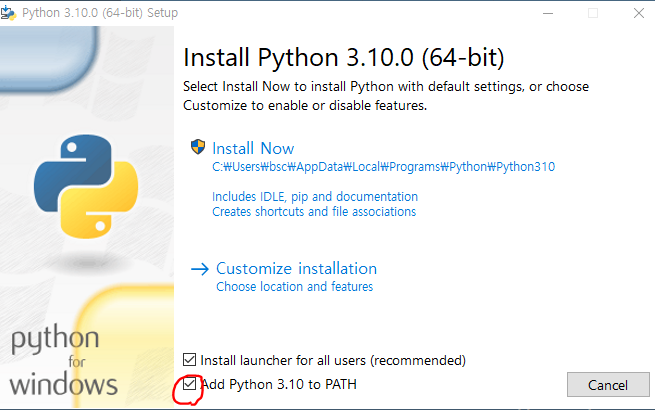 Python 3.10.0 (64-bit) Setup
Install Python 3.10.0 (64-bit)
Select Install Now to install Python with default settings, or choose
Customize to enable or disable features.
Install Now
C:₩Users₩bsc₩AppData₩Local₩Programs₩Python₩Python310
Includes IDLE, pip and documentation
Creates shortcuts and file associations
Customize installation
Choose location and features
python
for
windows
Install launcher for all users (recommended)
Add Python 3.10 to PATH
Cancel